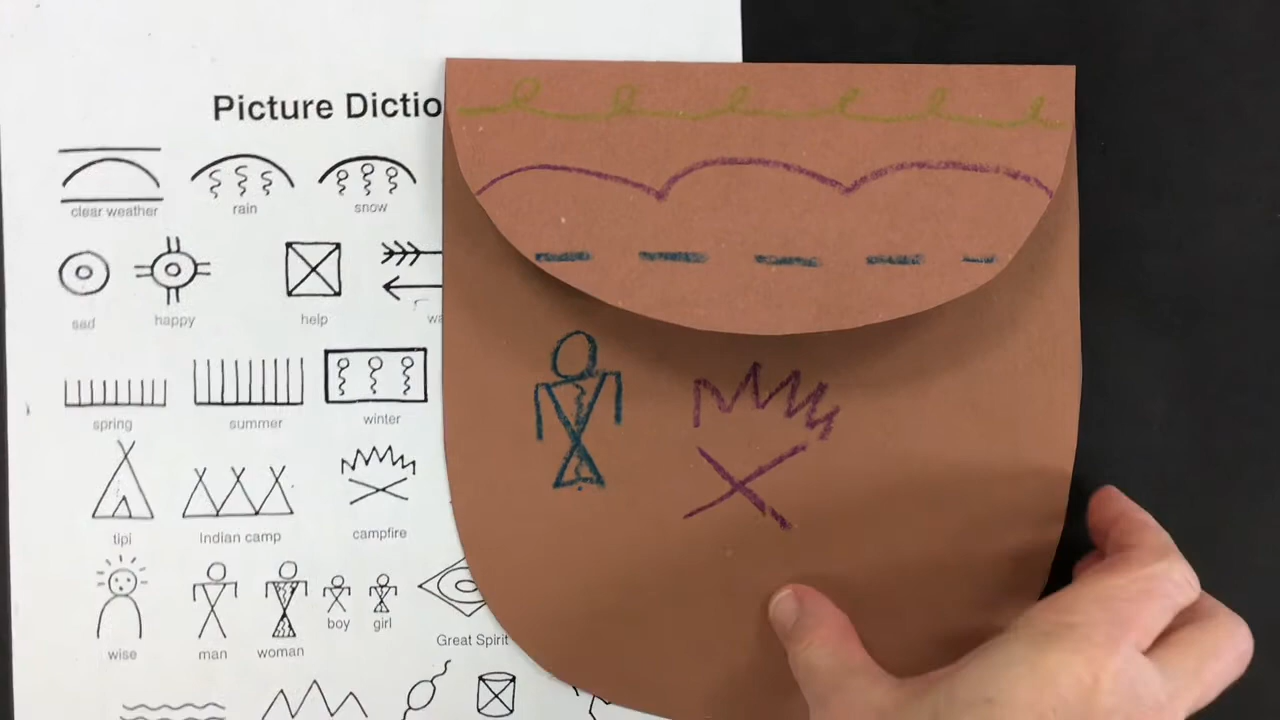 Picture Dictio
clear weather rain snow
sad happy help wa
spring summer winter
tipi Indian camp campfire
wise man woman boy girl Great Spirit